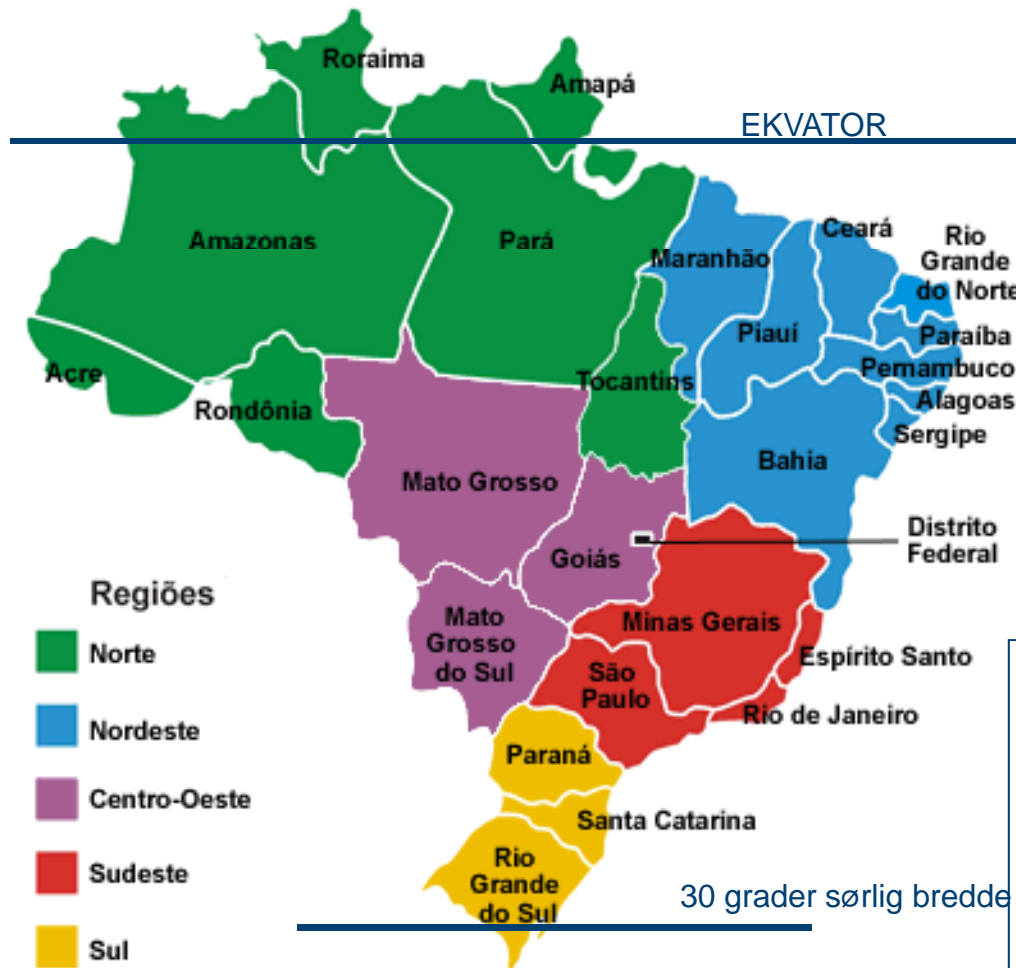 Roraima
Amapá
EKVATOR
Amazonas
Pará
Maranhão
Ceará
Rio
Grande
do Norte
Piauí
Paraíba
Pernambuco
Alagoas
Sergipe
Acre
Rondônia
Tocantins
Bahia
Mato Grosso
Distrito
Federal
Goiás
Mato
Grosso
do Sul
Minas Gerais
Espírito Santo
São
Paulo
Rio de Janeiro
Paraná
Santa Catarina
Rio
Grande
do Sul
30 grader sørlig bredde
Regiões
Norte
Nordeste
Centro-Oeste
Sudeste
Sul